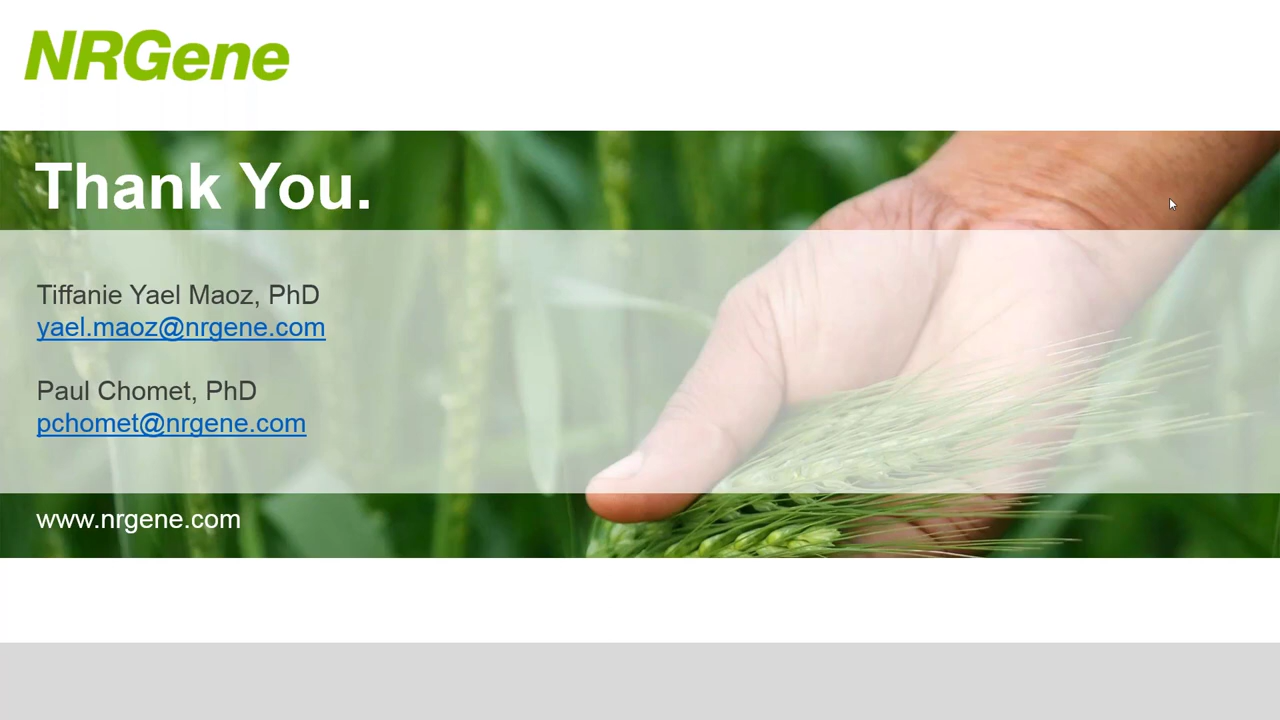 NRGene
Thank You.
Tiffanie Yael Maoz, PhD
yael.maoz@nrgene.com
Paul Chomet, PhD
pchomet@nrgene.com
www.nrgene.com